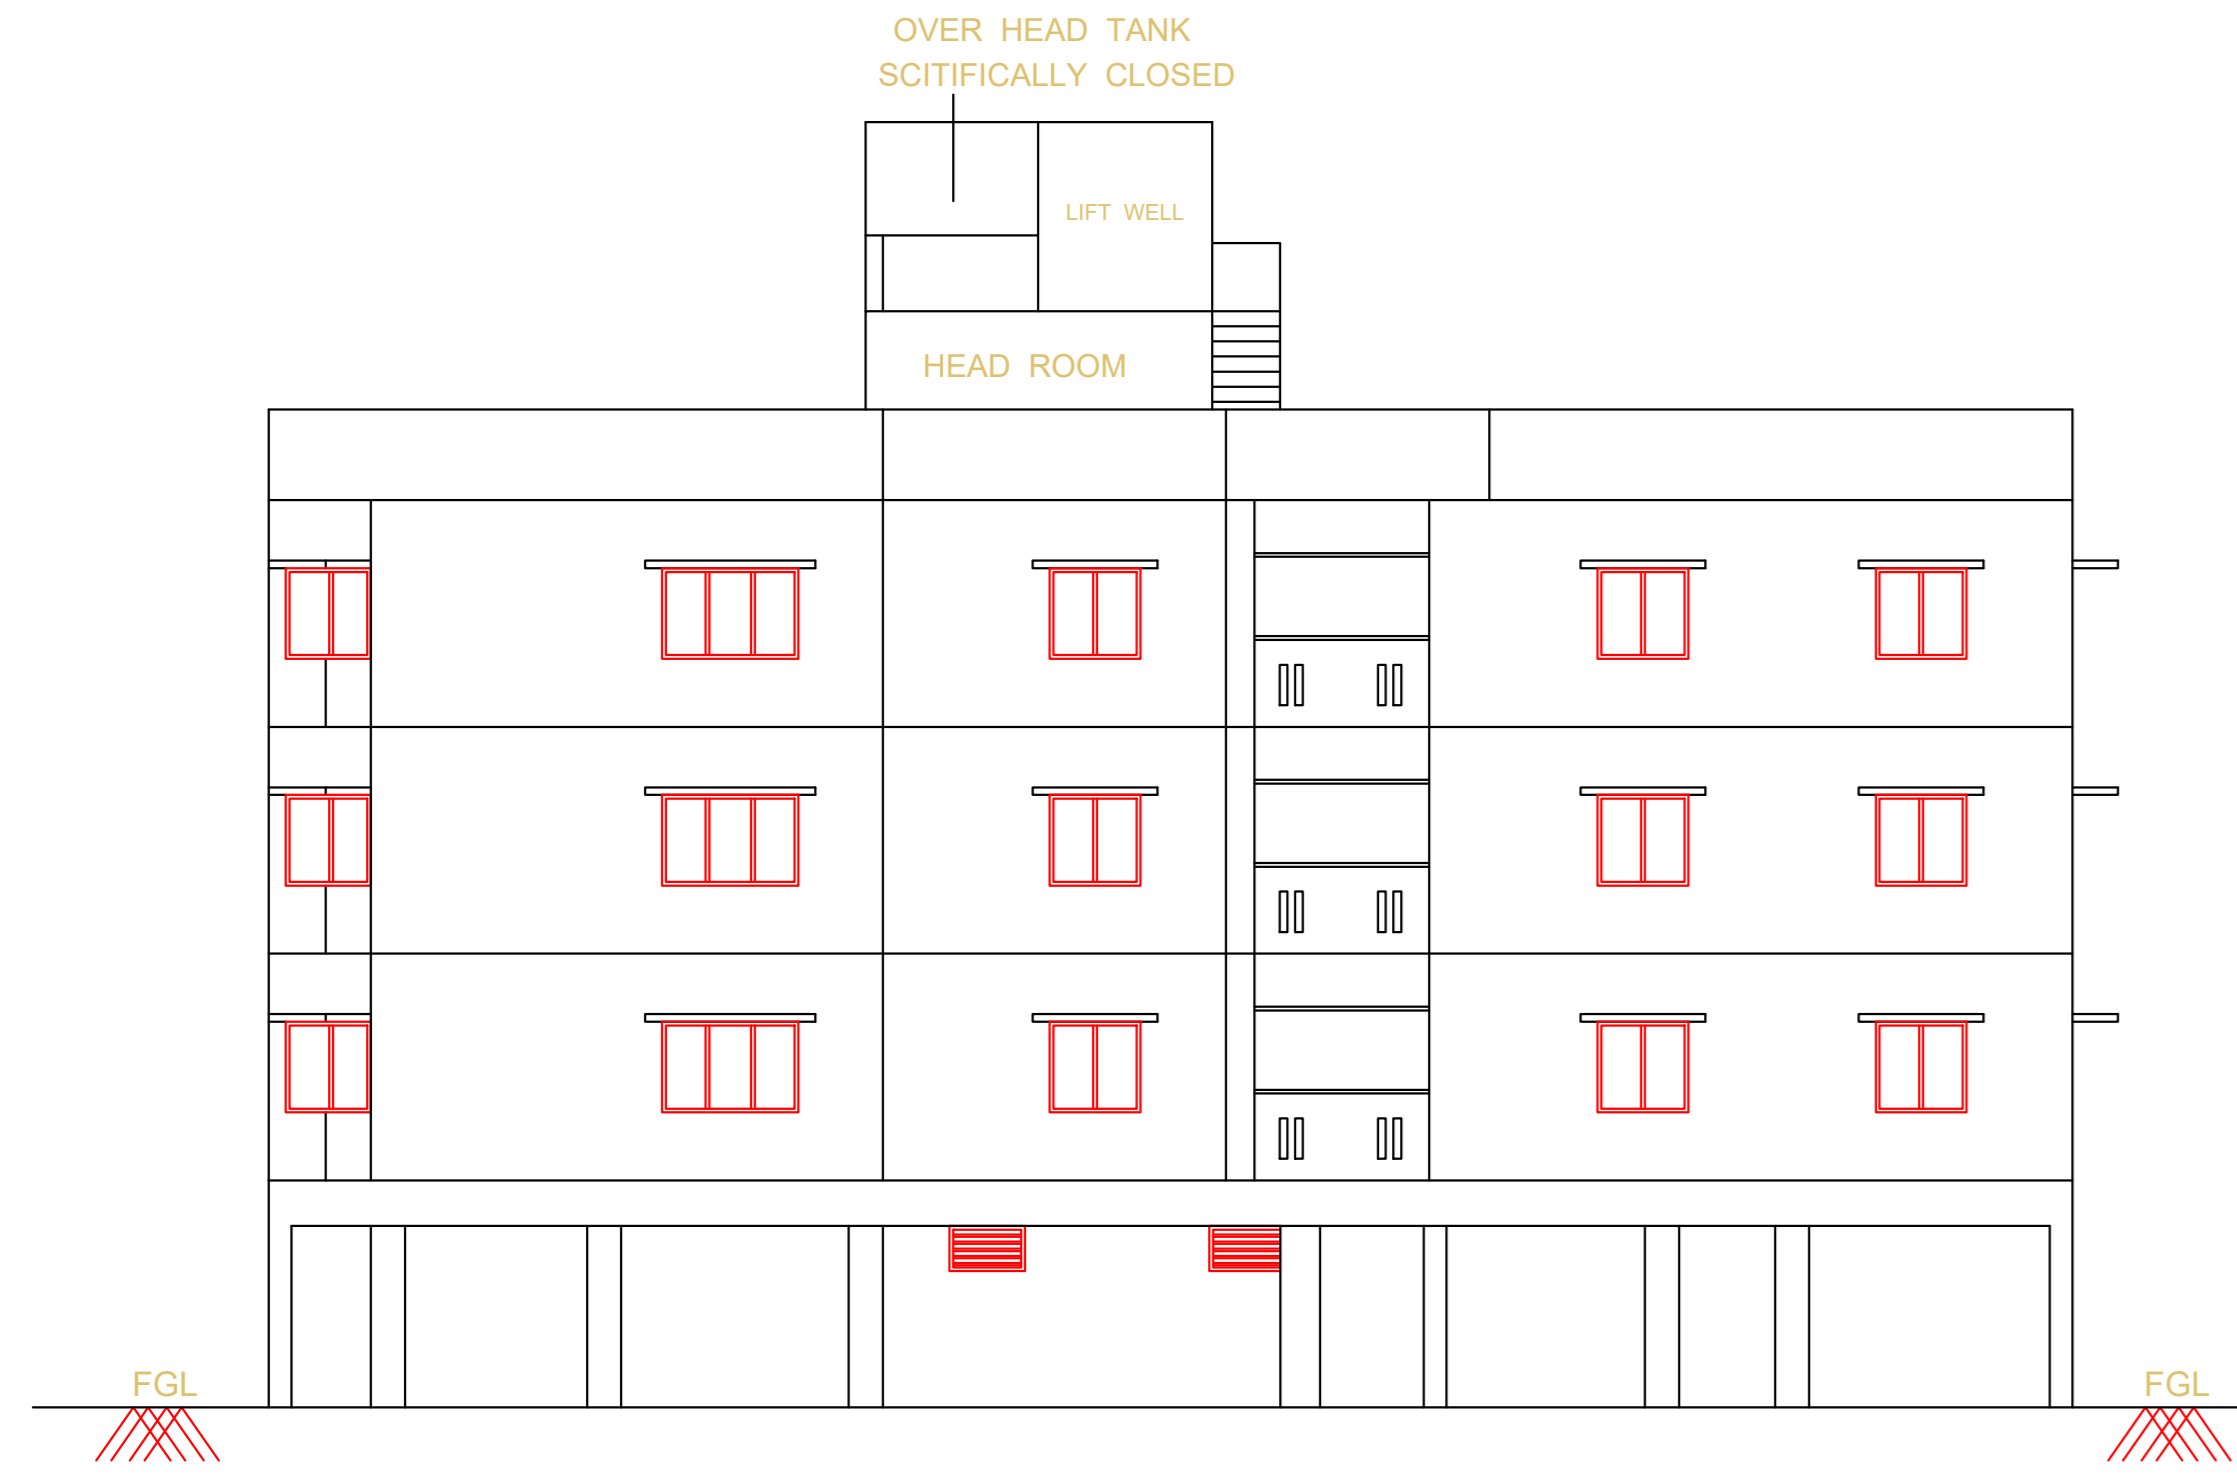 OVER HEAD TANK
SCITIFICALLY CLOSED
LIFT WELL
HEAD ROOM
FGL
FGL